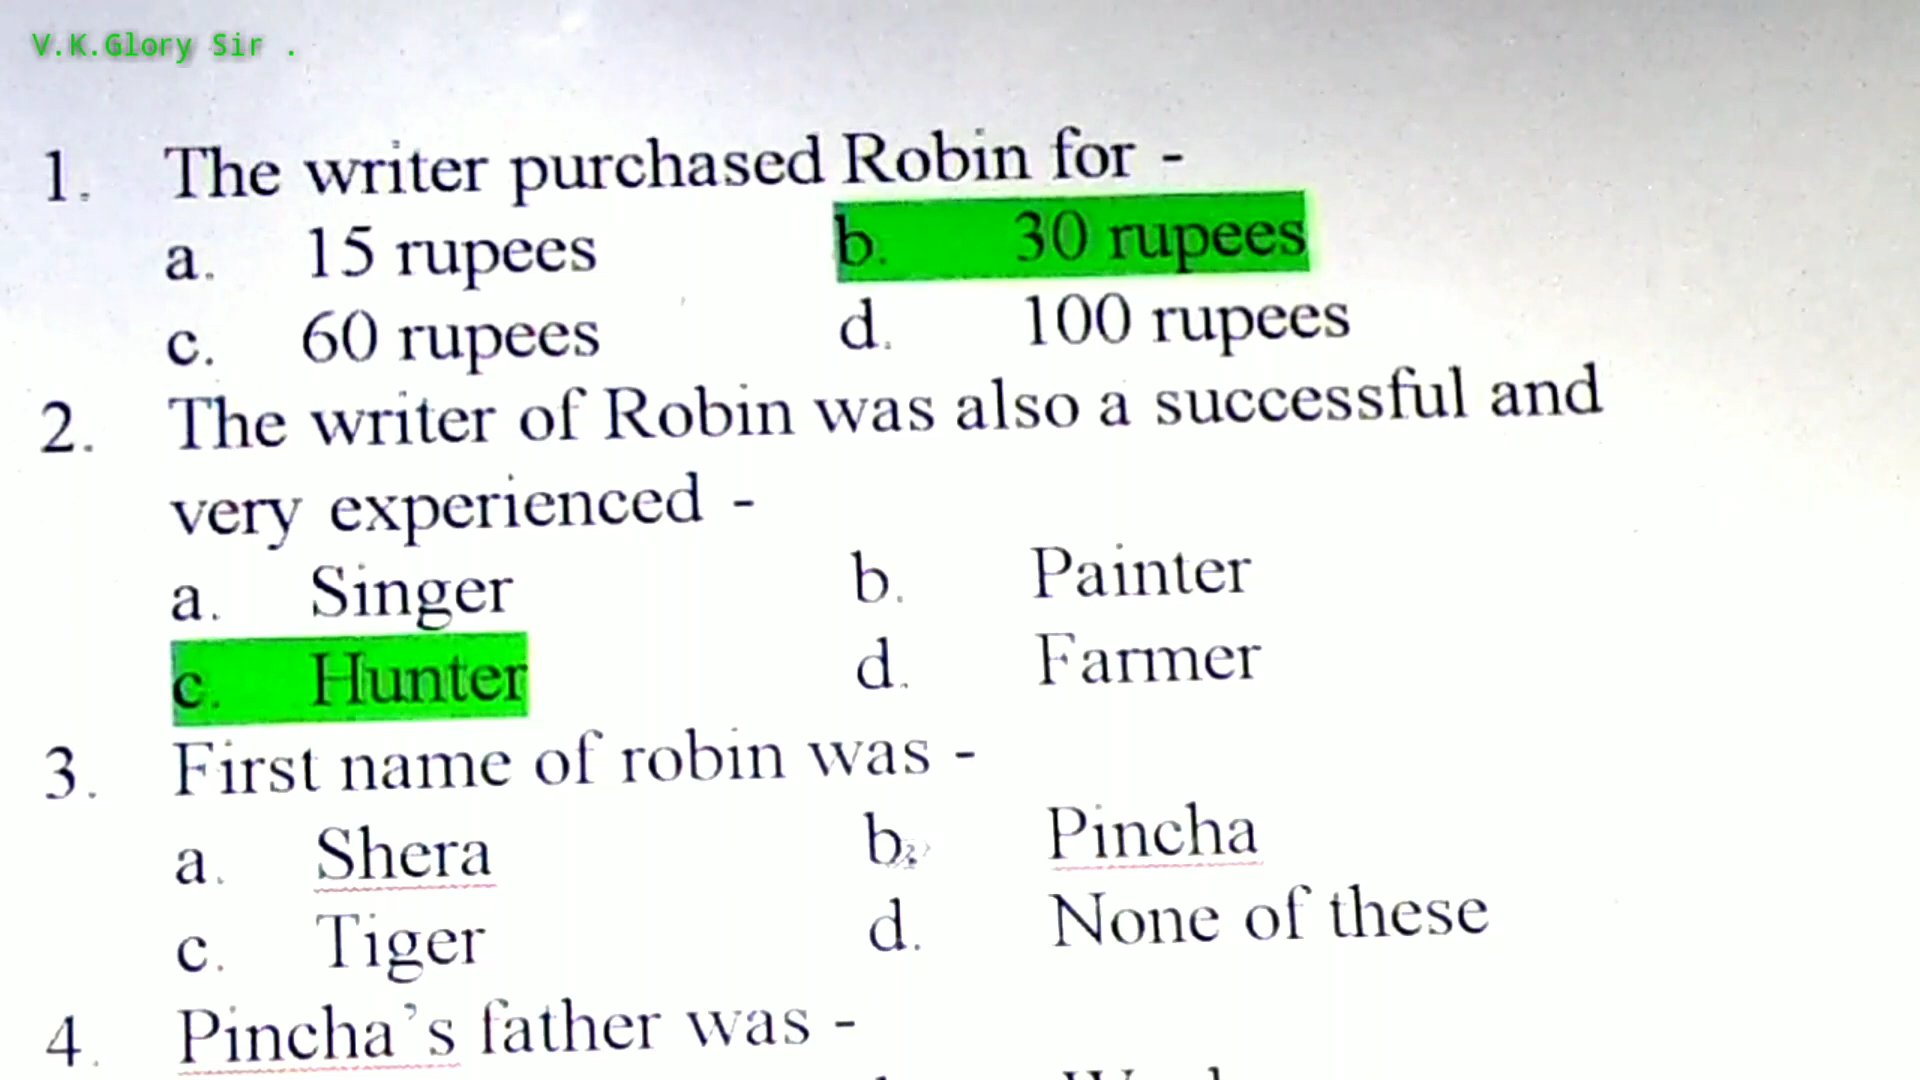 V.K.Glory Sir .
1. The writer purchased Robin for -
a. 15 rupees b. 30 rupees
c. 60 rupees d. 100 rupees
2. The writer of Robin was also a successful and
very experienced -
a. Singer b. Painter
c. Hunter d. Farmer
3. First name of robin was -
a. Shera b. Pincha
c. Tiger d. None of these
4. Pincha’s father was -